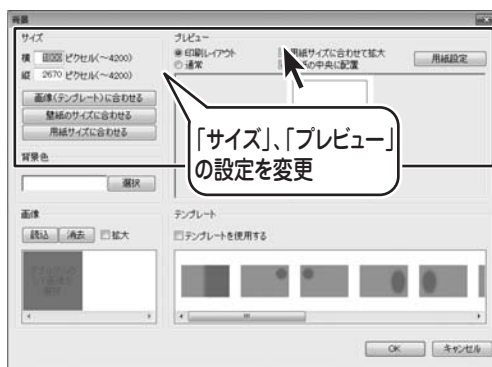 背景
サイズ
横 ピクセル(~4200)
縦 2670 ピクセル(~4200)
画像(テンプレート)に合わせる
壁紙のサイズに合わせる
用紙サイズに合わせる
プレビュー
印刷レイアウト
通常
用紙サイズに合わせて拡大
の中央に配置
用紙設定
「サイズ」、「プレビュー」
の設定を変更
背景色
選択
画像
読込 消去 拡大
テンプレート
テンプレートを使用する
OK キャンセル